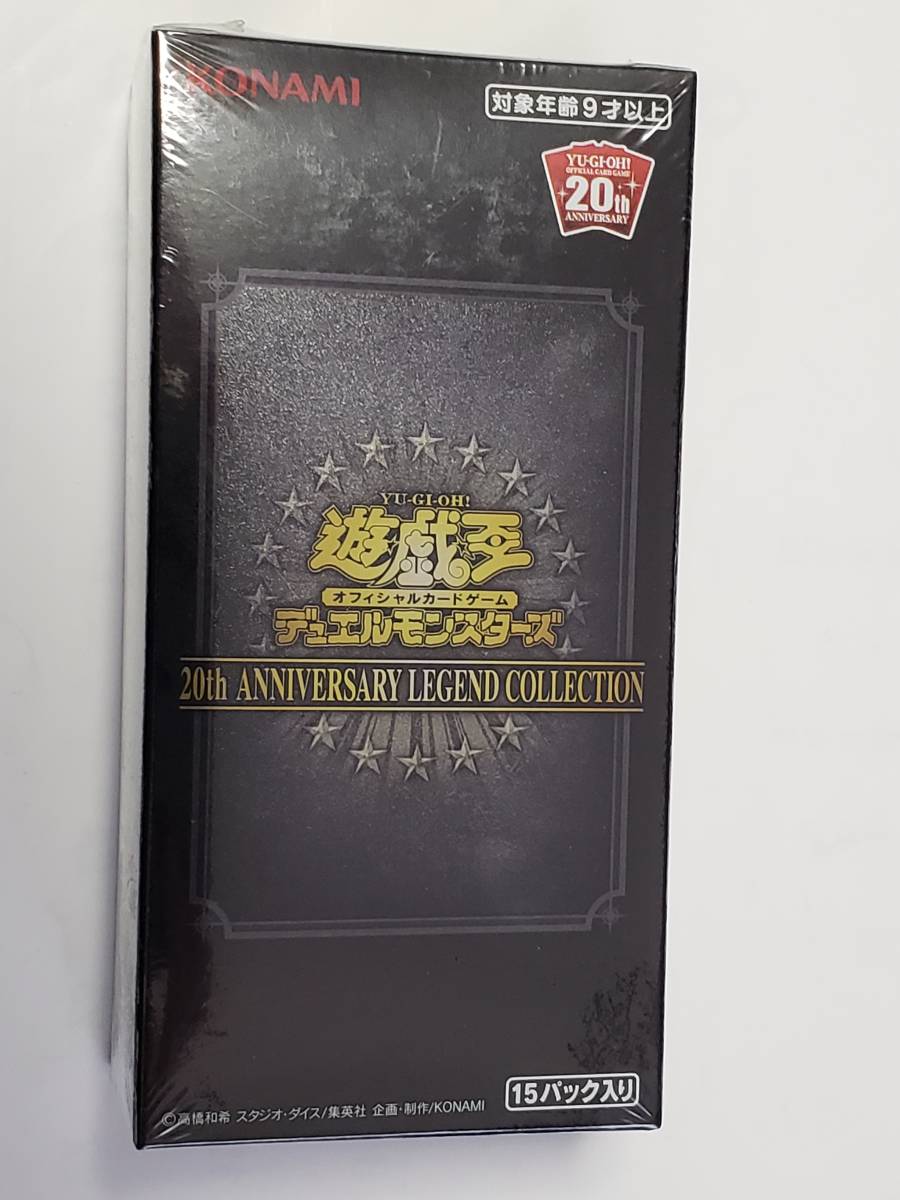 KONAMI
対象年齢9才以上
YU-GI-OH!
OFFICIAL CARD GAME
20th
ANNIVERSARY
YU-GI-OH!
遊戯王
オフィシャルカードゲーム
デュエルモンスターズ
20th ANNIVERSARY LEGEND COLLECTION
15パック入り
©高橋和希 スタジオ・ダイス/集英社 企画・制作/KONAMI